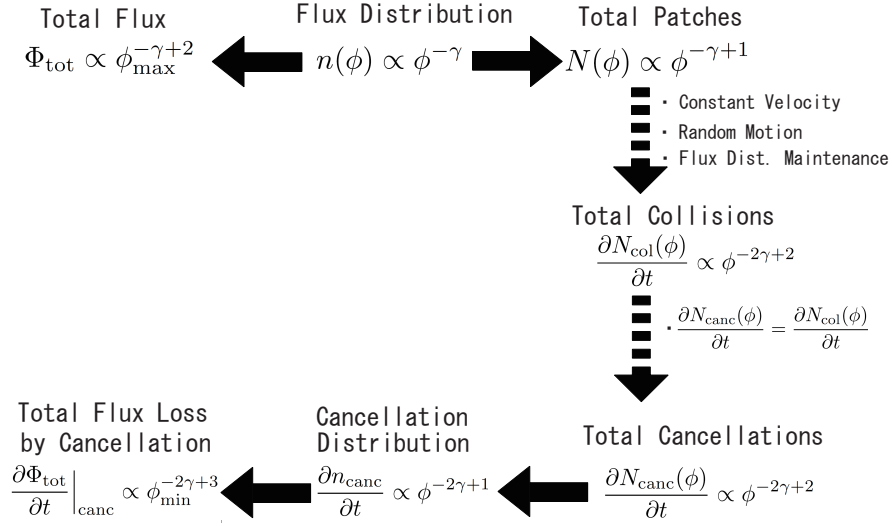 Total Flux
Φ_tot ∝ φ_max^{-γ+2}
Flux Distribution
n(φ) ∝ φ^{-γ}
Total Patches
N(φ) ∝ φ^{-γ+1}
・ Constant Velocity
・ Random Motion
・ Flux Dist. Maintenance
Total Collisions
∂N_col(φ)/∂t ∝ φ^{-2γ+2}
・ ∂N_canc(φ)/∂t = ∂N_col(φ)/∂t
Total Cancellations
∂N_canc(φ)/∂t ∝ φ^{-2γ+2}
Cancellation
Distribution
∂n_canc/∂t ∝ φ^{-2γ+1}
Total Flux Loss
by Cancellation
∂Φ_tot/∂t|_canc ∝ φ_min^{-2γ+3}